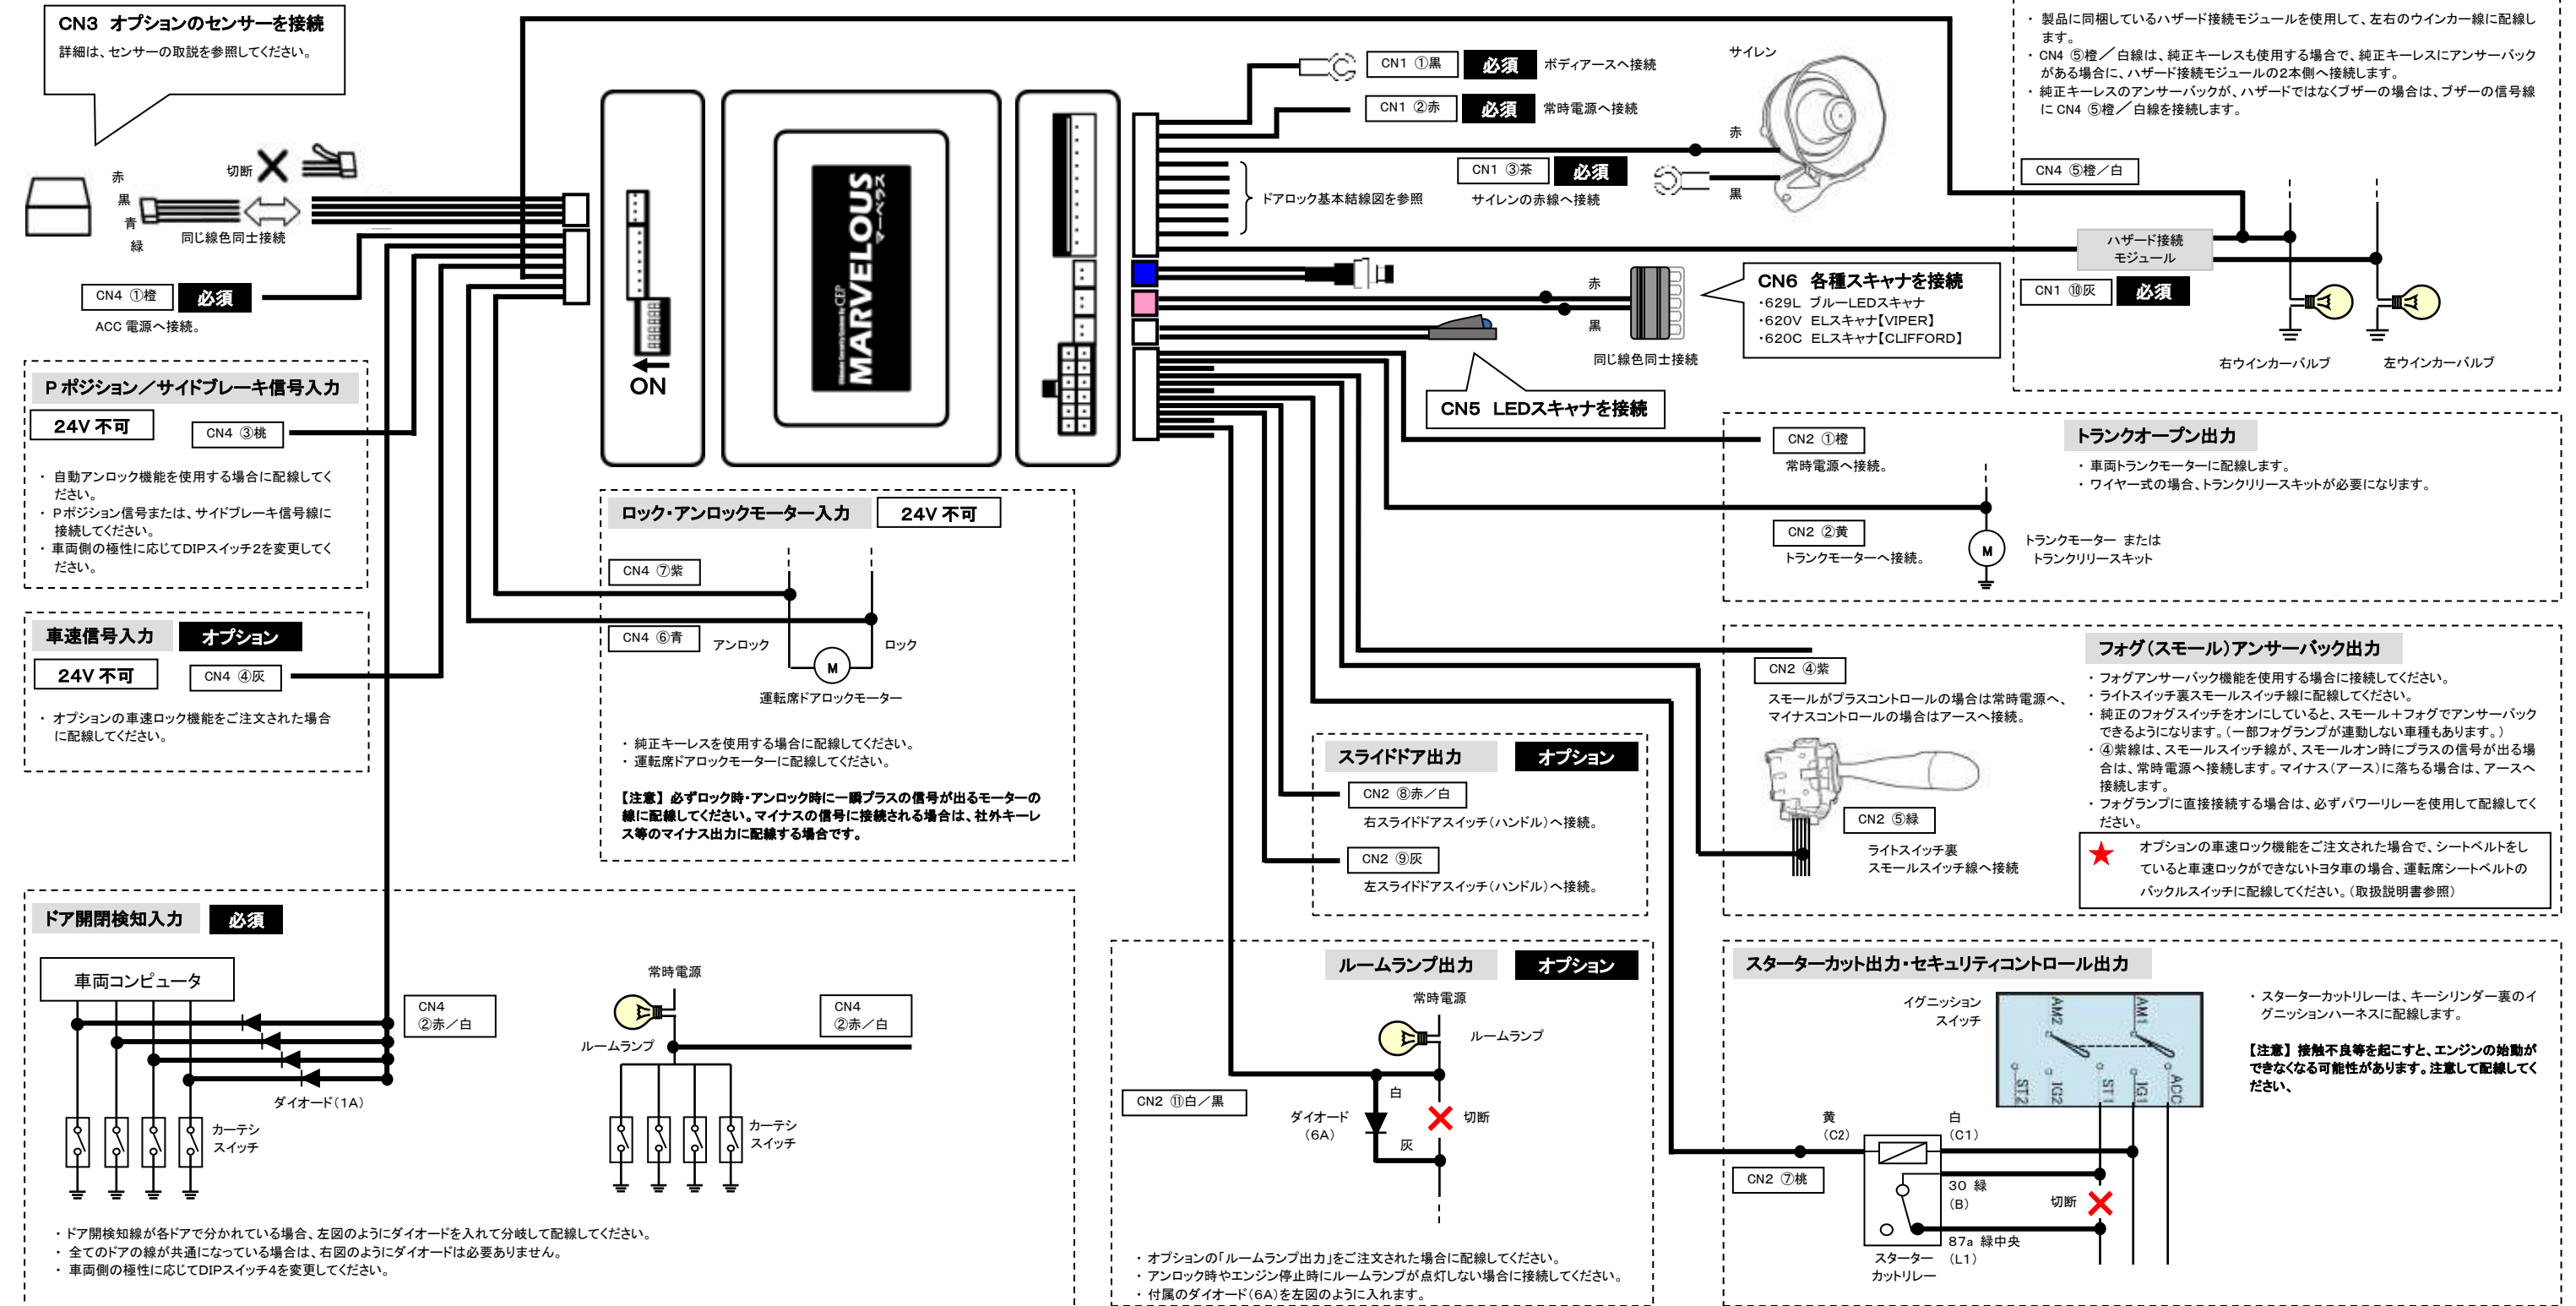 CN3 オプションのセンサーを接続
詳細は、センサーの取説を参照してください。
赤
黒
青
緑
切断
同じ線色同士接続
CN4 ①橙
必須
ACC 電源へ接続。
P ポジション／サイドブレーキ信号入力
24V 不可
CN4 ③桃
・ 自動アンロック機能を使用する場合に配線してく
ださい。
・ Pポジション信号または、サイドブレーキ信号線に
接続してください。
・ 車両側の極性に応じてDIPスイッチ2を変更してく
ださい。
車速信号入力
オプション
24V 不可
CN4 ④灰
・ オプションの車速ロック機能をご注文された場合
に配線してください。
ON
Ultimate Security System By CEP
MARVELOUS
マーベラス
CN1 ①黒
必須
ボディアースへ接続
CN1 ②赤
必須
常時電源へ接続
CN1 ③茶
必須
サイレンの赤線へ接続
ドアロック基本結線図を参照
サイレン
赤
黒
赤
黒
同じ線色同士接続
CN6 各種スキャナを接続
・629L ブルーLEDスキャナ
・620V ELスキャナ【VIPER】
・620C ELスキャナ【CLIFFORD】
CN5 LEDスキャナを接続
・ 製品に同梱しているハザード接続モジュールを使用して、左右のウインカー線に配線し
ます。
・ CN4 ⑤橙／白線は、純正キーレスも使用する場合で、純正キーレスにアンサーバック
がある場合に、ハザード接続モジュールの2本側へ接続します。
・ 純正キーレスのアンサーバックが、ハザードではなくブザーの場合は、ブザーの信号線
に CN4 ⑤橙／白線を接続します。
CN4 ⑤橙／白
ハザード接続
モジュール
CN1 ⑩灰
必須
右ウインカーバルブ
左ウインカーバルブ
ロック・アンロックモーター入力
24V 不可
CN4 ⑦紫
CN4 ⑥青
アンロック
ロック
M
運転席ドアロックモーター
・ 純正キーレスを使用する場合に配線してください。
・ 運転席ドアロックモーターに配線してください。
【注意】 必ずロック時・アンロック時に一瞬プラスの信号が出るモーターの
線に配線してください。マイナスの信号に接続される場合は、社外キーレ
ス等のマイナス出力に配線する場合です。
CN2 ①橙
常時電源へ接続。
トランクオープン出力
・ 車両トランクモーターに配線します。
・ ワイヤー式の場合、トランクリリースキットが必要になります。
CN2 ②黄
トランクモーターへ接続。
M
トランクモーター または
トランクリリースキット
CN2 ④紫
スモールがプラスコントロールの場合は常時電源へ、
マイナスコントロールの場合はアースへ接続。
CN2 ⑤緑
ライトスイッチ裏
スモールスイッチ線へ接続
フォグ（スモール）アンサーバック出力
・ フォグアンサーバック機能を使用する場合に接続してください。
・ ライトスイッチ裏スモールスイッチ線に配線してください。
・ 純正のフォグスイッチをオンにしていると、スモール＋フォグでアンサーバック
できるようになります。（一部フォグランプが連動しない車種もあります。）
・ ④紫線は、スモールスイッチ線が、スモールオン時にプラスの信号が出る場
合は、常時電源へ接続します。マイナス（アース）に落ちる場合は、アースへ
接続します。
・ フォグランプに直接接続する場合は、必ずパワーリレーを使用して配線してく
ださい。
★ オプションの車速ロック機能をご注文された場合で、シートベルトをし
ていると車速ロックができないトヨタ車の場合、運転席シートベルトの
バックルスイッチに配線してください。（取扱説明書参照）
スライドドア出力
オプション
CN2 ⑧赤／白
右スライドドアスイッチ（ハンドル）へ接続。
CN2 ⑨灰
左スライドドアスイッチ（ハンドル）へ接続。
ドア開閉検知入力
必須
車両コンピュータ
CN4
②赤／白
ダイオード（1A）
カーテシ
スイッチ
常時電源
ルームランプ
CN4
②赤／白
カーテシ
スイッチ
・ ドア開検知線が各ドアで分かれている場合、左図のようにダイオードを入れて分岐して配線してください。
・ 全てのドアの線が共通になっている場合は、右図のようにダイオードは必要ありません。
・ 車両側の極性に応じてDIPスイッチ4を変更してください。
ルームランプ出力
オプション
常時電源
ルームランプ
CN2 ⑪白／黒
白
ダイオード
（6A）
灰
切断
・ オプションの「ルームランプ出力」をご注文された場合に配線してください。
・ アンロック時やエンジン停止時にルームランプが点灯しない場合に接続してください。
・ 付属のダイオード（6A）を左図のように入れます。
スターターカット出力・セキュリティコントロール出力
イグニッション
スイッチ
AM2
AM1
ST2
IG2
ST1
IG1
ACC
・ スターターカットリレーは、キーシリンダー裏のイ
グニッションハーネスに配線します。
【注意】 接触不良等を起こすと、エンジンの始動が
できなくなる可能性があります。注意して配線してく
ださい、
黄
（C2）
白
（C1）
CN2 ⑦桃
30 緑
（B）
切断
87a 緑中央
（L1）
スターター
カットリレー